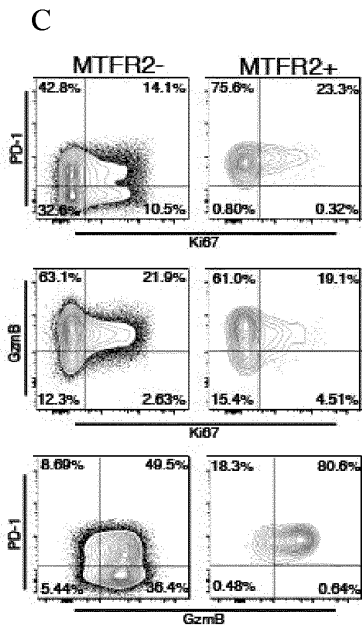 C
MTFR2- MTFR2+
42.8% 14.1% 75.6% 23.3%
PD-1
32.6% 10.5% 0.80% 0.32%
Ki67
63.1% 21.9% 61.0% 19.1%
GzmB
12.3% 2.63% 15.4% 4.51%
Ki67
8.69% 49.5% 18.3% 80.6%
PD-1
5.44% 36.4% 0.48% 0.64%
GzmB